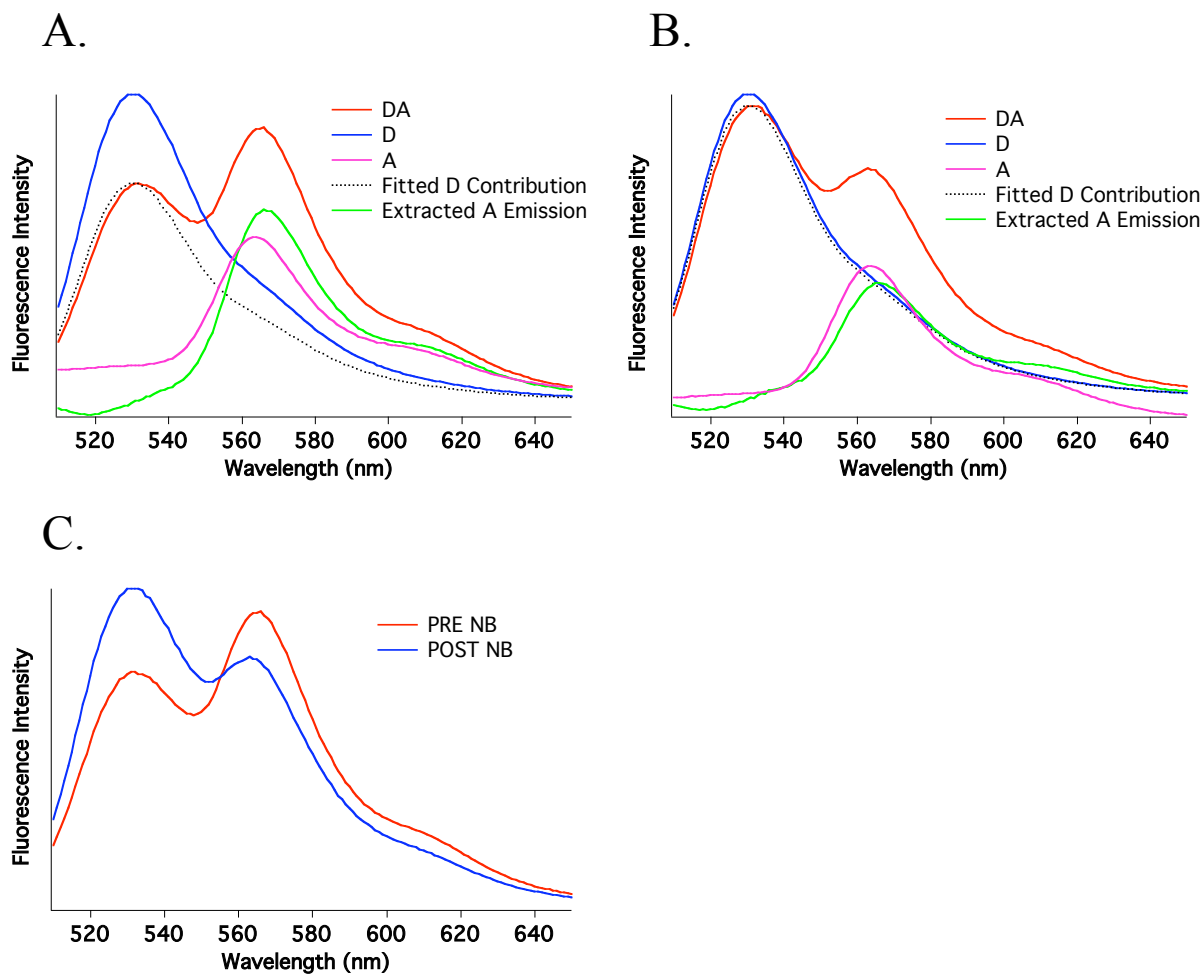 A.
DA
D
A
Fitted D Contribution
Extracted A Emission
Fluorescence Intensity
520 540 560 580 600 620 640
Wavelength (nm)
B.
DA
D
A
Fitted D Contribution
Extracted A Emission
Fluorescence Intensity
520 540 560 580 600 620 640
Wavelength (nm)
C.
PRE NB
POST NB
Fluorescence Intensity
520 540 560 580 600 620 640
Wavelength (nm)